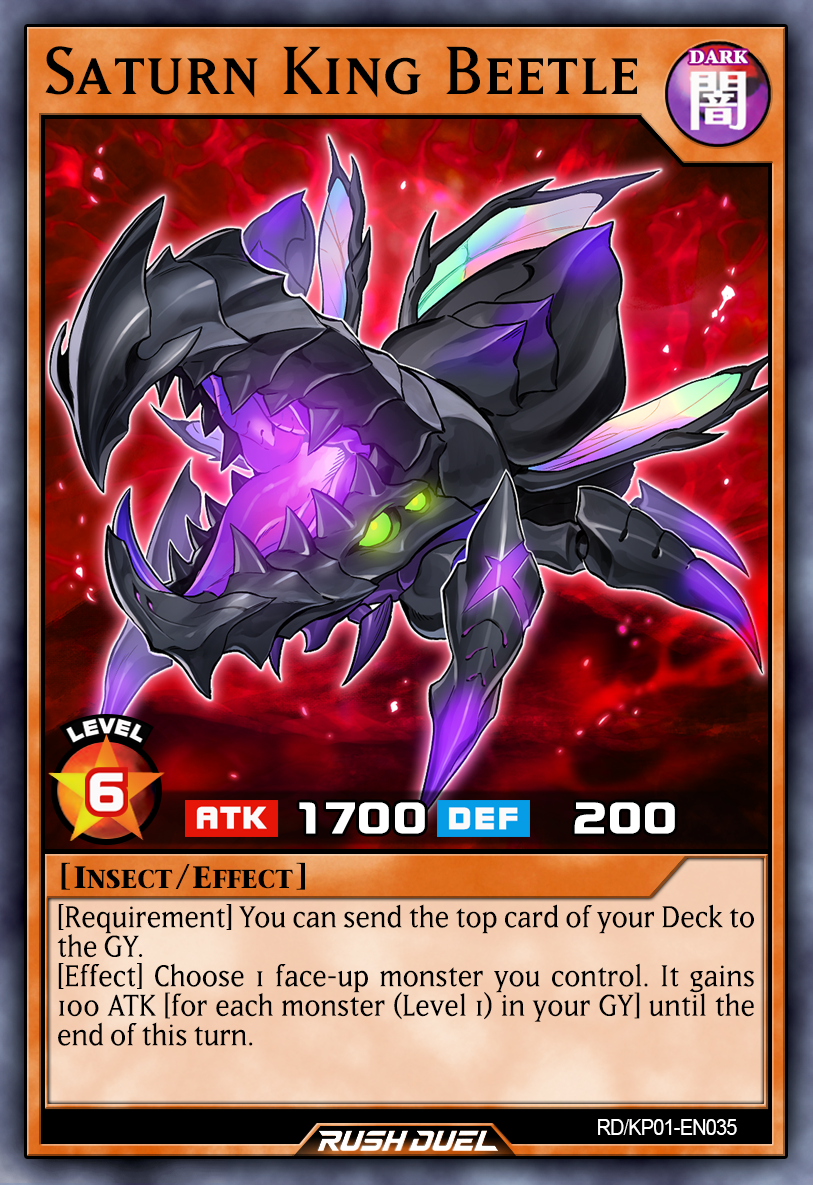 Saturn King Beetle
DARK
闇
LEVEL
6
ATK 1700 DEF 200
[Insect/Effect]
[Requirement] You can send the top card of your Deck to
the GY.
[Effect] Choose 1 face-up monster you control. It gains
100 ATK [for each monster (Level 1) in your GY] until the
end of this turn.
RD/KP01-EN035
RUSH DUEL